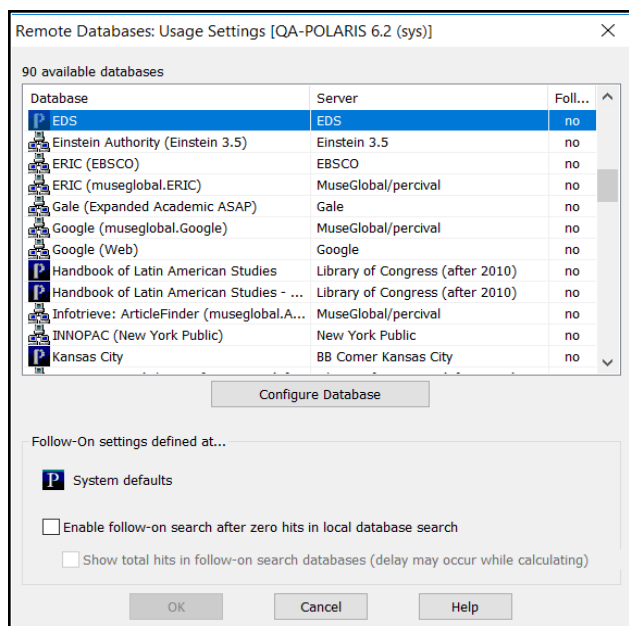 Remote Databases: Usage Settings [QA-POLARIS 6.2 (sys)]
90 available databases
Database Server Foll...
EDS EDS no
Einstein Authority (Einstein 3.5) Einstein 3.5 no
ERIC (EBSCO) EBSCO no
ERIC (museglobal.ERIC) MuseGlobal/percival no
Gale (Expanded Academic ASAP) Gale no
Google (museglobal.Google) MuseGlobal/percival no
Google (Web) Google no
Handbook of Latin American Studies Library of Congress (after 2010) no
Handbook of Latin American Studies - ... Library of Congress (after 2010) no
Infotrieve: ArticleFinder (museglobal.A... MuseGlobal/percival no
INNOPAC (New York Public) New York Public no
Kansas City BB Comer Kansas City no
Configure Database
Follow-On settings defined at...
P System defaults
Enable follow-on search after zero hits in local database search
Show total hits in follow-on search databases (delay may occur while calculating)
OK Cancel Help